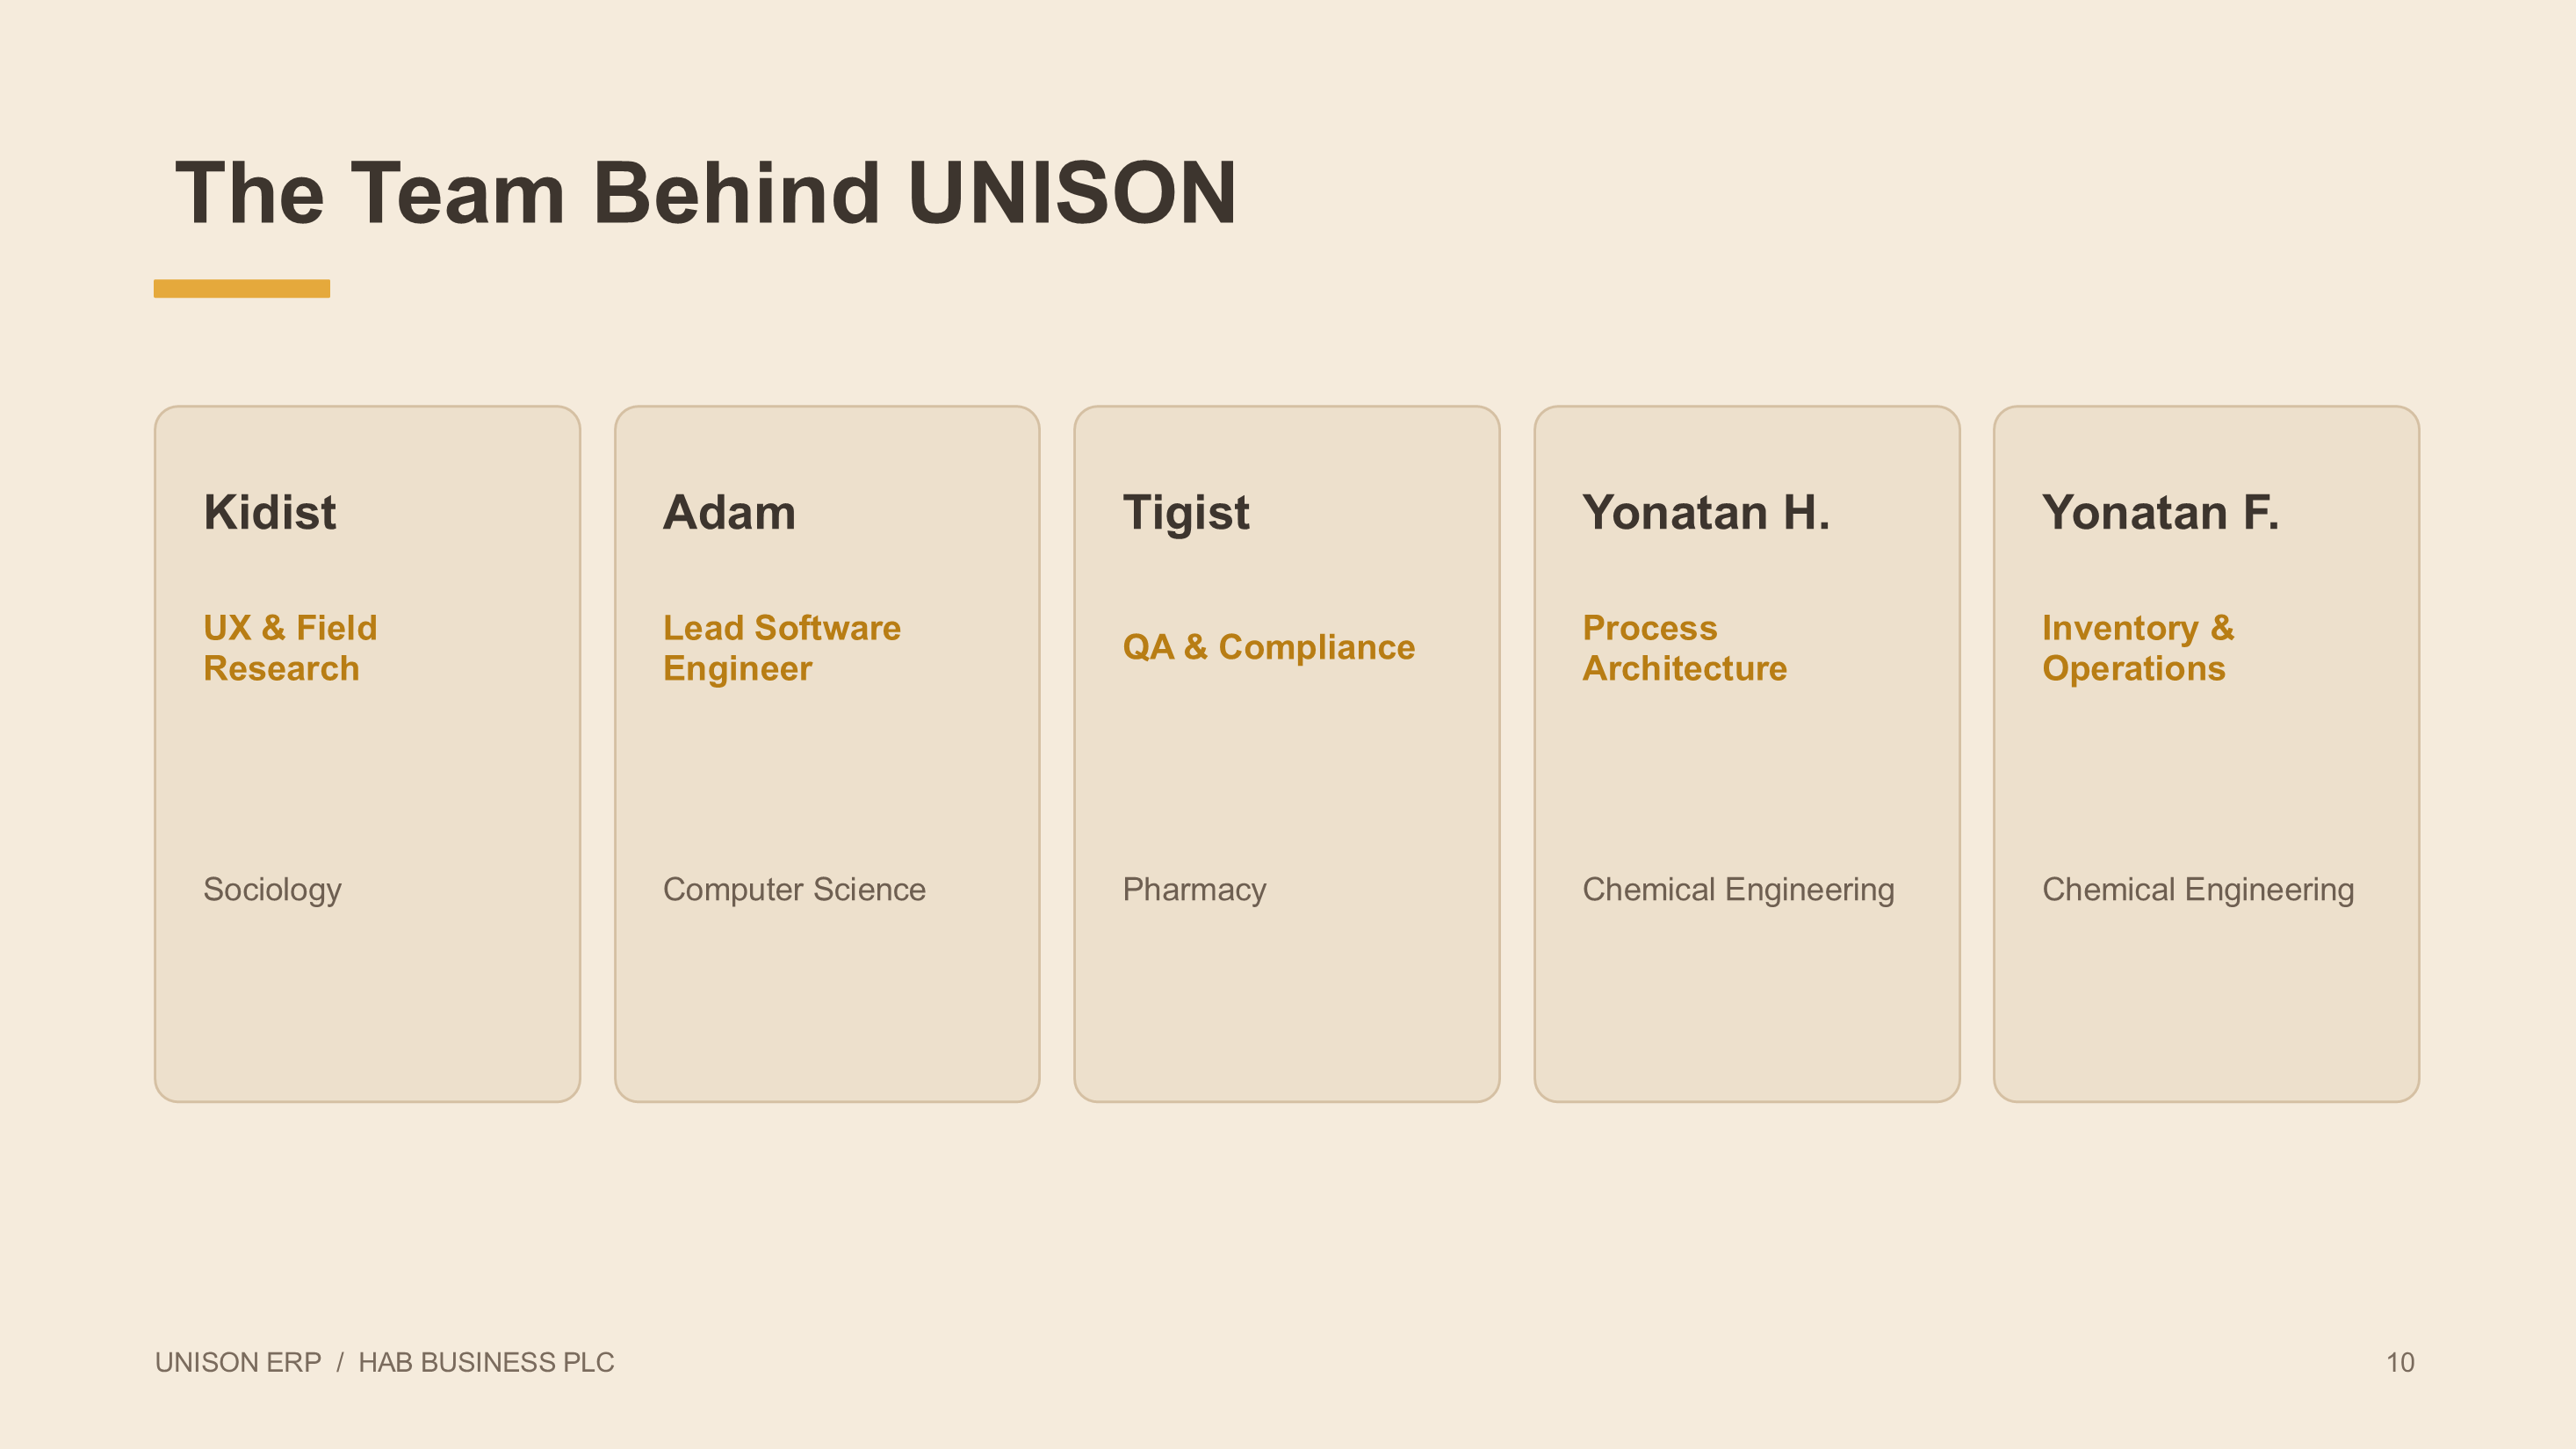 The Team Behind UNISON
Kidist
UX & Field
Research
Sociology
Adam
Lead Software
Engineer
Computer Science
Tigist
QA & Compliance
Pharmacy
Yonatan H.
Process
Architecture
Chemical Engineering
Yonatan F.
Inventory &
Operations
Chemical Engineering
UNISON ERP / HAB BUSINESS PLC
10